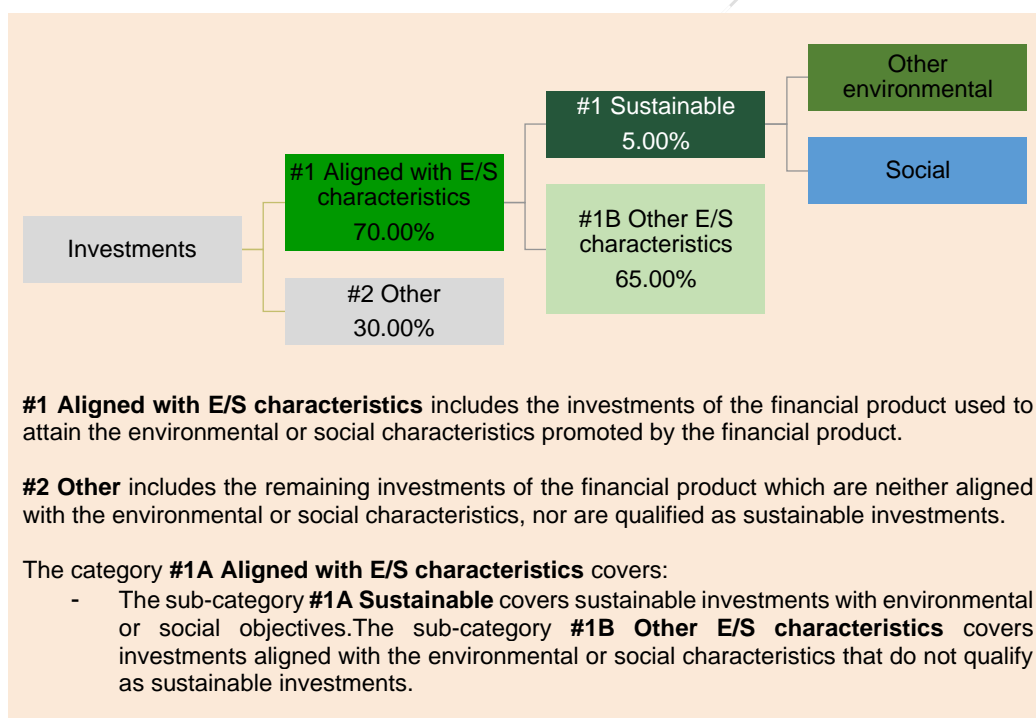 Other
environmental
#1 Sustainable
5.00%
Social
#1 Aligned with E/S
characteristics
70.00%
#1B Other E/S
characteristics
65.00%
Investments
#2 Other
30.00%
#1 Aligned with E/S characteristics includes the investments of the financial product used to
attain the environmental or social characteristics promoted by the financial product.
#2 Other includes the remaining investments of the financial product which are neither aligned
with the environmental or social characteristics, nor are qualified as sustainable investments.
The category #1A Aligned with E/S characteristics covers:
- The sub-category #1A Sustainable covers sustainable investments with environmental
or social objectives.The sub-category #1B Other E/S characteristics covers
investments aligned with the environmental or social characteristics that do not qualify
as sustainable investments.